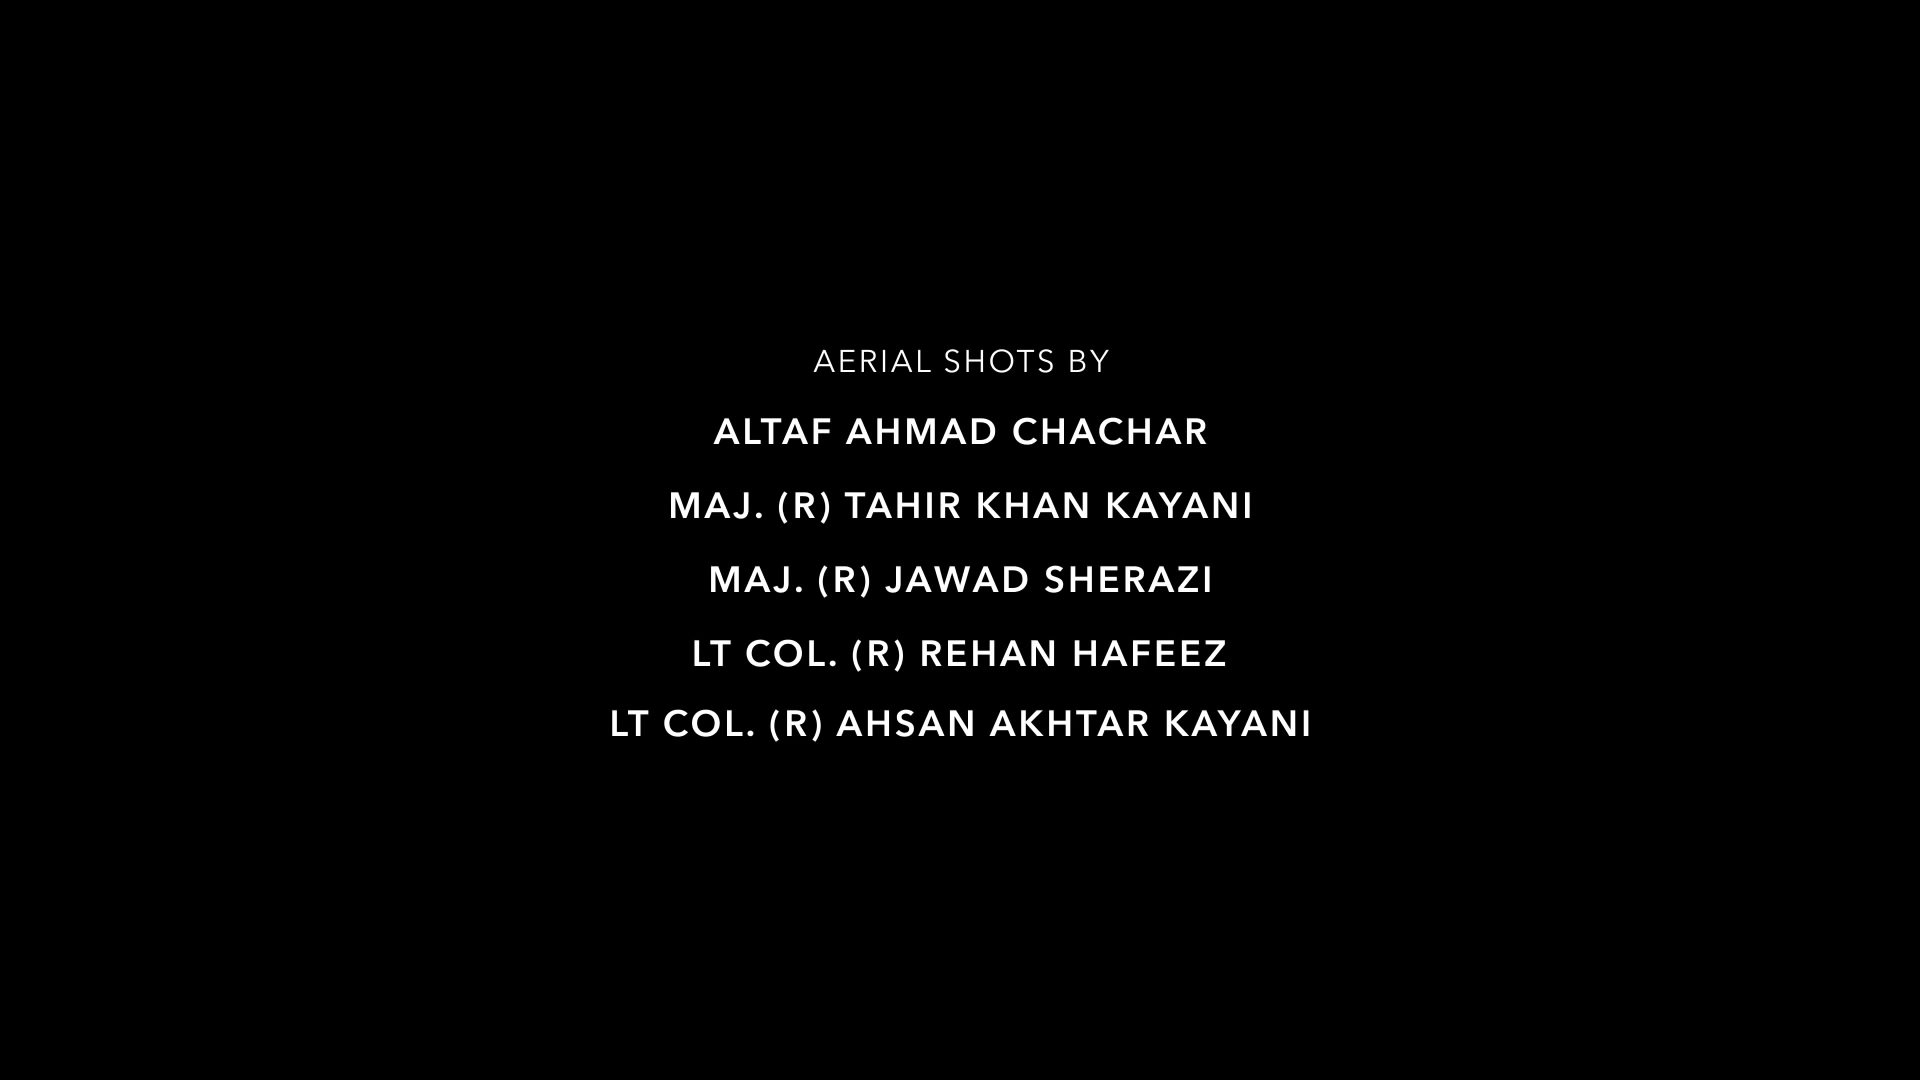 AERIAL SHOTS BY
ALTAF AHMAD CHACHAR
MAJ. (R) TAHIR KHAN KAYANI
MAJ. (R) JAWAD SHERAZI
LT COL. (R) REHAN HAFEEZ
LT COL. (R) AHSAN AKHTAR KAYANI